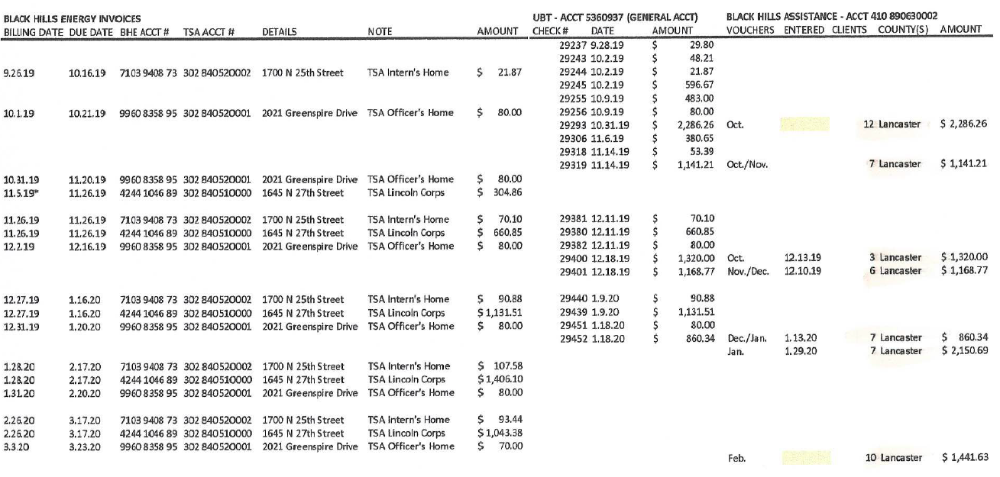 BLACK HILLS ENERGY INVOICES UBT - ACCT 5360937 (GENERAL ACCT) BLACK HILLS ASSISTANCE - ACCT 410 890630002
BILLING DATE DUE DATE BHE ACCT # TSA ACCT # DETAILS NOTE AMOUNT CHECK # DATE AMOUNT VOUCHERS ENTERED CLIENTS COUNTY(S) AMOUNT
29237 9.28.19 $ 29.80
29243 10.2.19 $ 48.21
9.26.19 10.16.19 7103 9408 73 302 840520002 1700 N 25th Street TSA Intern's Home $ 21.87 29244 10.2.19 $ 21.87
29245 10.2.19 $ 596.67
29255 10.9.19 $ 483.00
10.1.19 10.21.19 9960 8358 95 302 840520001 2021 Greenspire Drive TSA Officer's Home $ 80.00 29256 10.9.19 $ 80.00
29293 10.31.19 $ 2,286.26 Oct. 12 Lancaster $ 2,286.26
29306 11.6.19 $ 380.65
29318 11.14.19 $ 53.39
29319 11.14.19 $ 1,141.21 Oct./Nov. 7 Lancaster $ 1,141.21
10.31.19 11.20.19 9960 8358 95 302 840520001 2021 Greenspire Drive TSA Officer's Home $ 80.00
11.5.19* 11.26.19 4244 1046 89 302 840510000 1645 N 27th Street TSA Lincoln Corps $ 304.86
11.26.19 11.26.19 7103 9408 73 302 840520002 1700 N 25th Street TSA Intern's Home $ 70.10 29381 12.11.19 $ 70.10
11.26.19 11.26.19 4244 1046 89 302 840510000 1645 N 27th Street TSA Lincoln Corps $ 660.85 29380 12.11.19 $ 660.85
12.2.19 12.16.19 9960 8358 95 302 840520001 2021 Greenspire Drive TSA Officer's Home $ 80.00 29382 12.11.19 $ 80.00
29400 12.18.19 $ 1,320.00 Oct. 12.13.19 3 Lancaster $ 1,320.00
29401 12.18.19 $ 1,168.77 Nov./Dec. 12.10.19 6 Lancaster $ 1,168.77
12.27.19 1.16.20 7103 9408 73 302 840520002 1700 N 25th Street TSA Intern's Home $ 90.88 29440 1.9.20 $ 90.88
12.27.19 1.16.20 4244 1046 89 302 840510000 1645 N 27th Street TSA Lincoln Corps $ 1,131.51 29439 1.9.20 $ 1,131.51
12.31.19 1.20.20 9960 8358 95 302 840520001 2021 Greenspire Drive TSA Officer's Home $ 80.00 29451 1.18.20 $ 80.00
29452 1.18.20 $ 860.34 Dec./Jan. 1.13.20 7 Lancaster $ 860.34
Jan. 1.29.20 7 Lancaster $ 2,150.69
1.28.20 2.17.20 7103 9408 73 302 840520002 1700 N 25th Street TSA Intern's Home $ 107.58
1.28.20 2.17.20 4244 1046 89 302 840510000 1645 N 27th Street TSA Lincoln Corps $ 1,406.10
1.31.20 2.20.20 9960 8358 95 302 840520001 2021 Greenspire Drive TSA Officer's Home $ 80.00
2.26.20 3.17.20 7103 9408 73 302 840520002 1700 N 25th Street TSA Intern's Home $ 93.44
2.26.20 3.17.20 4244 1046 89 302 840510000 1645 N 27th Street TSA Lincoln Corps $ 1,043.38
3.3.20 3.23.20 9960 8358 95 302 840520001 2021 Greenspire Drive TSA Officer's Home $ 70.00
Feb. 10 Lancaster $ 1,441.63